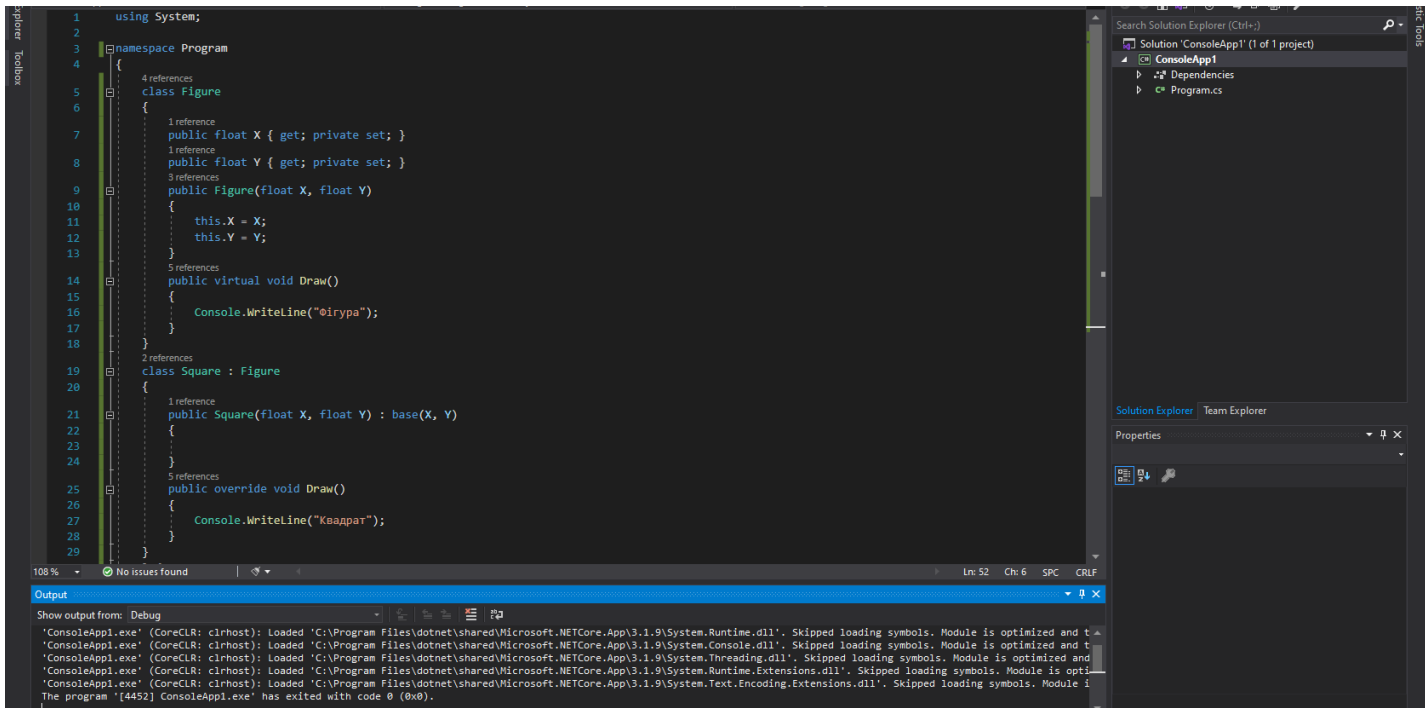 Explorer
Toolbox
1 using System;
2
3 namespace Program
4 {
4 references
5 class Figure
6 {
1 reference
7 public float X { get; private set; }
1 reference
8 public float Y { get; private set; }
3 references
9 public Figure(float X, float Y)
10 {
11 this.X = X;
12 this.Y = Y;
13 }
5 references
14 public virtual void Draw()
15 {
16 Console.WriteLine("Фігура");
17 }
18 }
2 references
19 class Square : Figure
20 {
1 reference
21 public Square(float X, float Y) : base(X, Y)
22 {
23
24 }
5 references
25 public override void Draw()
26 {
27 Console.WriteLine("Квадрат");
28 }
29 }
108 % No issues found Ln: 52 Ch: 6 SPC CRLF
Output
Show output from: Debug
'ConsoleApp1.exe' (CoreCLR: clrhost): Loaded 'C:\Program Files\dotnet\shared\Microsoft.NETCore.App\3.1.9\System.Runtime.dll'. Skipped loading symbols. Module is optimized and t
'ConsoleApp1.exe' (CoreCLR: clrhost): Loaded 'C:\Program Files\dotnet\shared\Microsoft.NETCore.App\3.1.9\System.Console.dll'. Skipped loading symbols. Module is optimized and t
'ConsoleApp1.exe' (CoreCLR: clrhost): Loaded 'C:\Program Files\dotnet\shared\Microsoft.NETCore.App\3.1.9\System.Threading.dll'. Skipped loading symbols. Module is optimized and
'ConsoleApp1.exe' (CoreCLR: clrhost): Loaded 'C:\Program Files\dotnet\shared\Microsoft.NETCore.App\3.1.9\System.Runtime.Extensions.dll'. Skipped loading symbols. Module is opti
'ConsoleApp1.exe' (CoreCLR: clrhost): Loaded 'C:\Program Files\dotnet\shared\Microsoft.NETCore.App\3.1.9\System.Text.Encoding.Extensions.dll'. Skipped loading symbols. Module i
The program '[4452] ConsoleApp1.exe' has exited with code 0 (0x0).
Search Solution Explorer (Ctrl+;)
Solution 'ConsoleApp1' (1 of 1 project)
C# ConsoleApp1
Dependencies
C# Program.cs
Solution Explorer Team Explorer
Properties
Tools